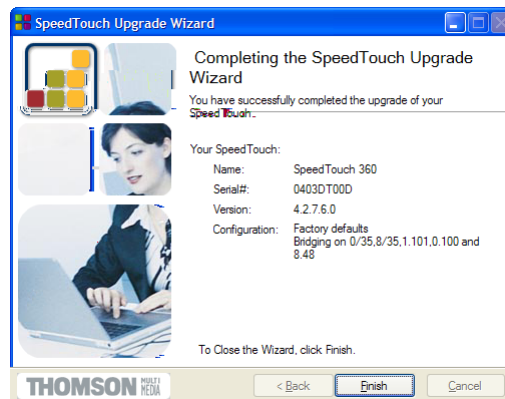 SpeedTouch Upgrade Wizard
Completing the SpeedTouch Upgrade
Wizard
You have successfully completed the upgrade of your
SpeedTouch.
Your SpeedTouch:
Name: SpeedTouch 360
Serial#: 0403DT00D
Version: 4.2.7.6.0
Configuration: Factory defaults
Bridging on 0/35,8/35,1.101,0.100 and
8.48
To Close the Wizard, click Finish.
THOMSON MULTI MEDIA
< Back Finish Cancel